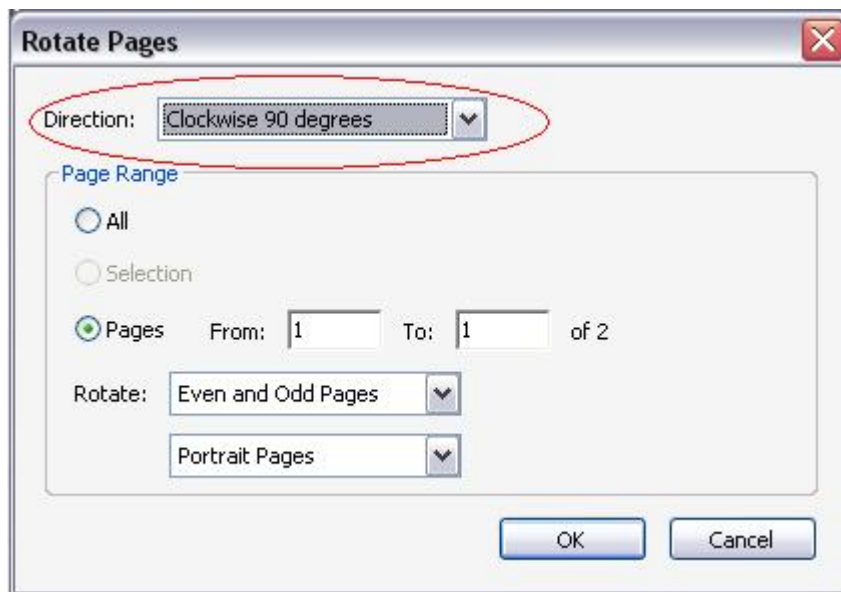 Rotate Pages
Direction: Clockwise 90 degrees
Page Range
All
Selection
Pages From: 1 To: 1 of 2
Rotate: Even and Odd Pages
Portrait Pages
OK Cancel